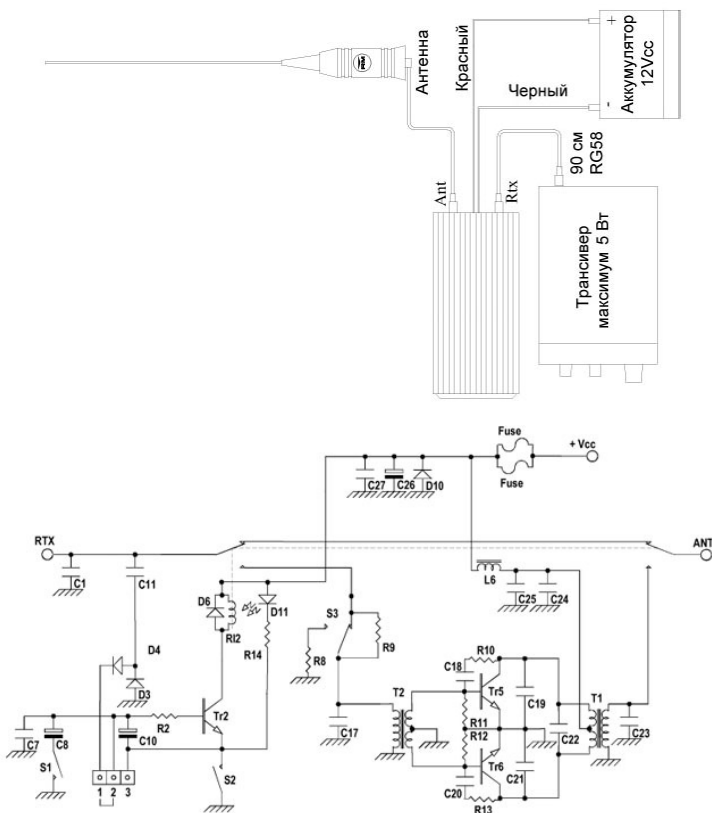 Антенна
Красный
Черный
Аккумулятор
12Vcc
+
-
90 см
RG58
Ant
Rtx
Трансивер
максимум 5 Вт
Fuse
+ Vcc
Fuse
C27
C26
D10
RTX
ANT
C1
C11
L6
C25
C24
D6
Rl2
D11
S3
R14
R8
R9
D4
D3
R10
C18
Tr5
C19
T1
T2
R2
Tr2
R11
R12
C22
C23
C17
C7
C8
C10
Tr6
C21
S1
S2
C20
R13
1
2
3